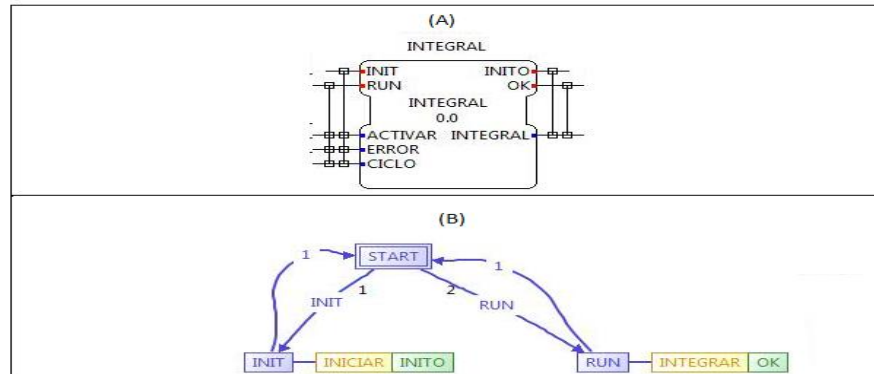 (A)
INTEGRAL
INIT INITO
RUN OK
INTEGRAL
0.0
ACTIVAR INTEGRAL
ERROR
CICLO
(B)
START
1 1
INIT 1 2 RUN
INIT INICIAR INITO RUN INTEGRAR OK